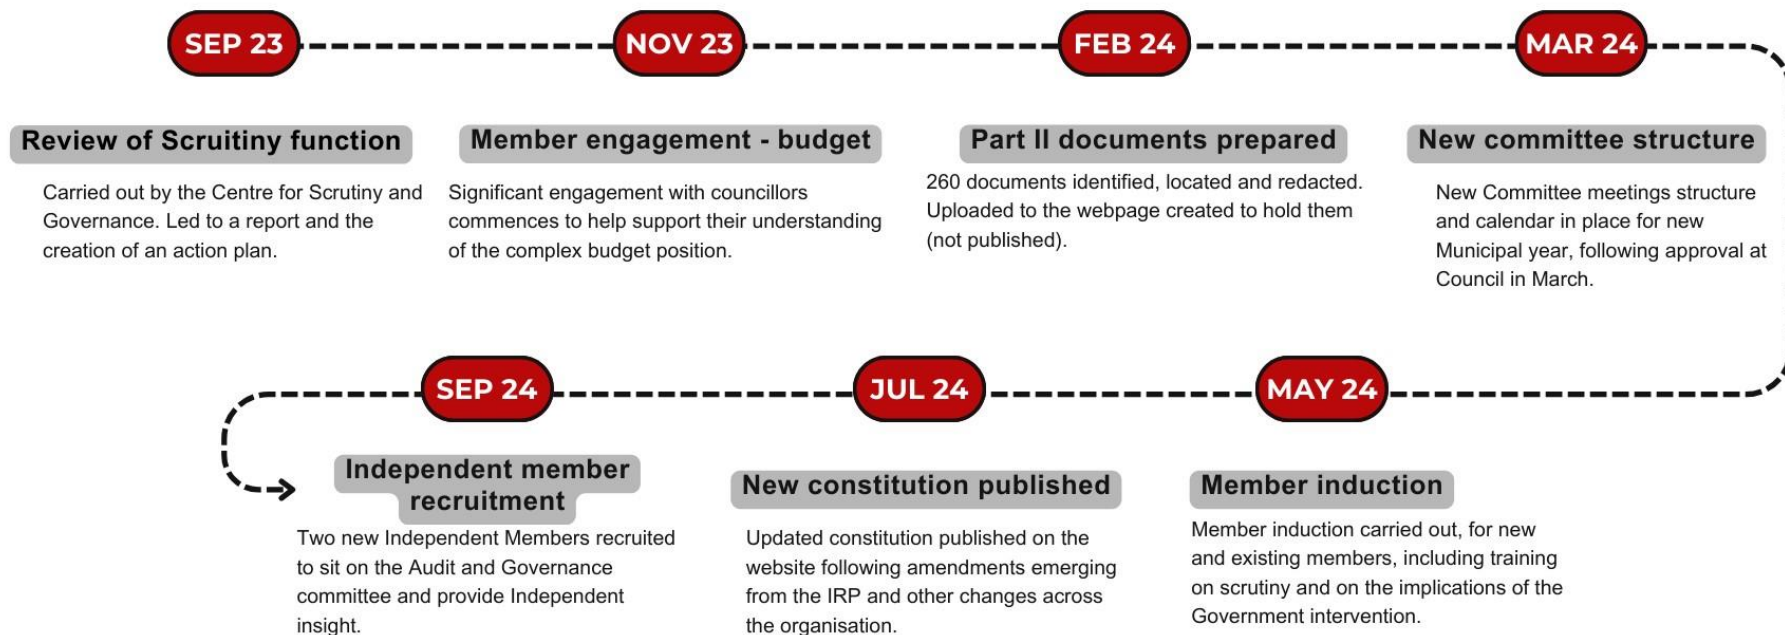 SEP 23
NOV 23
FEB 24
MAR 24
Review of Scruitiny function
Carried out by the Centre for Scrutiny and
Governance. Led to a report and the
creation of an action plan.
Member engagement - budget
Significant engagement with councillors
commences to help support their understanding
of the complex budget position.
Part II documents prepared
260 documents identified, located and redacted.
Uploaded to the webpage created to hold them
(not published).
New committee structure
New Committee meetings structure
and calendar in place for new
Municipal year, following approval at
Council in March.
SEP 24
JUL 24
MAY 24
Independent member
recruitment
Two new Independent Members recruited
to sit on the Audit and Governance
committee and provide Independent
insight.
New constitution published
Updated constitution published on the
website following amendments emerging
from the IRP and other changes across
the organisation.
Member induction
Member induction carried out, for new
and existing members, including training
on scrutiny and on the implications of the
Government intervention.